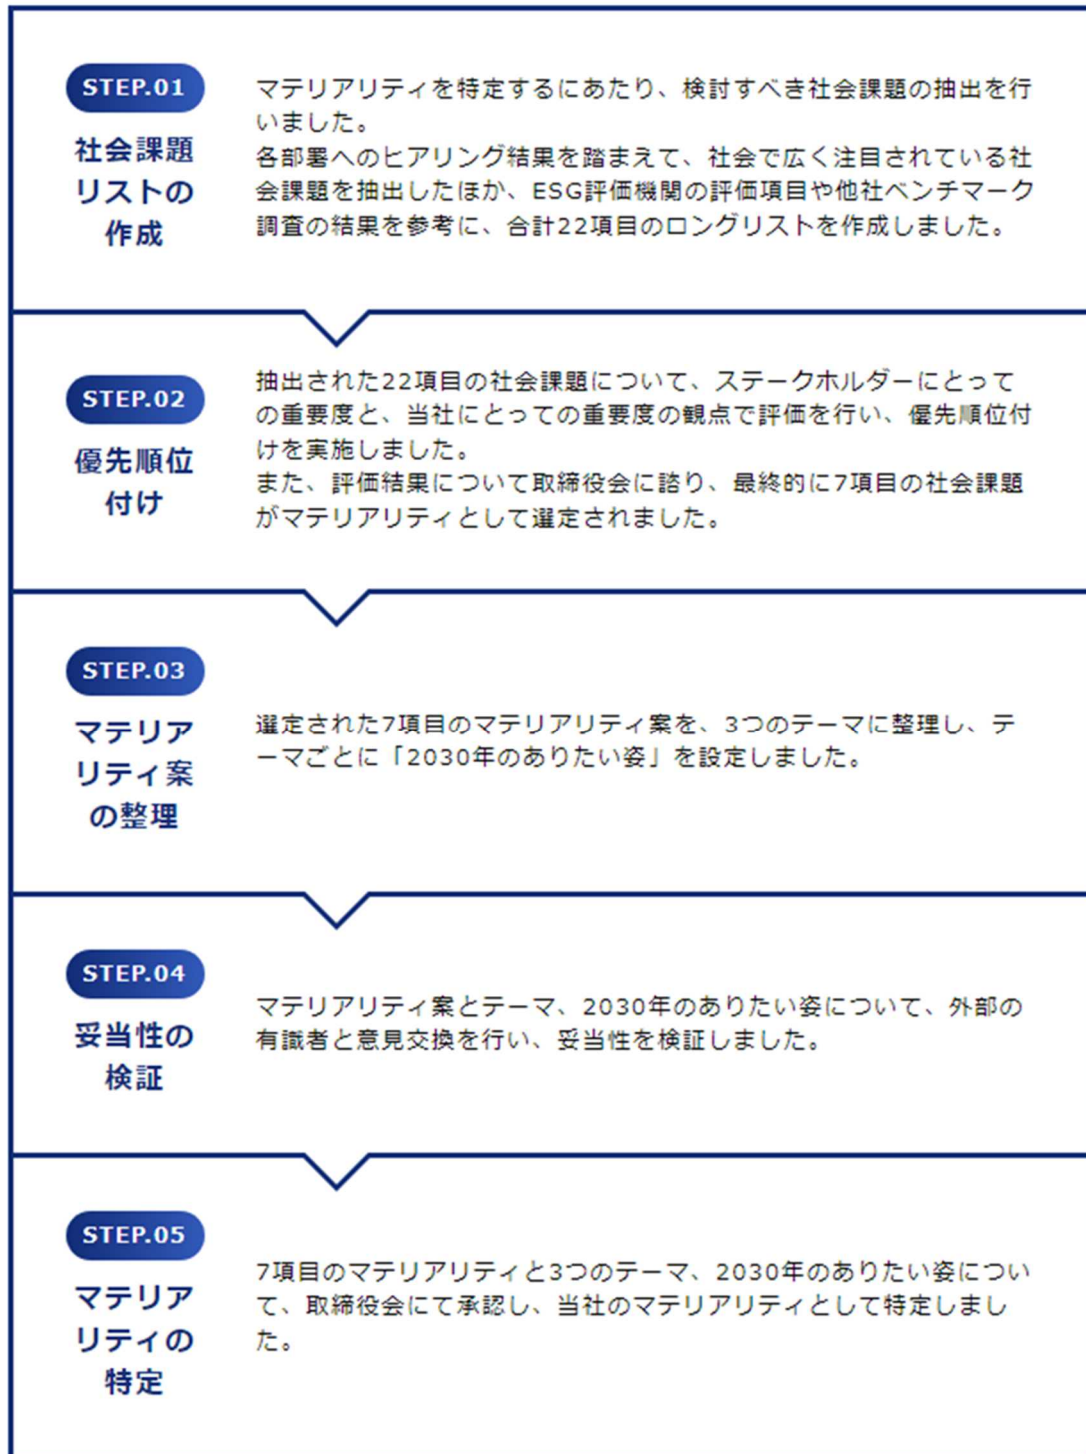 STEP.01
社会課題
リストの
作成
マテリアリティを特定するにあたり、検討すべき社会課題の抽出を行
いました。
各部署へのヒアリング結果を踏まえて、社会で広く注目されている社
会課題を抽出したほか、ESG評価機関の評価項目や他社ベンチマーク
調査の結果を参考に、合計22項目のロングリストを作成しました。
STEP.02
優先順位
付け
抽出された22項目の社会課題について、ステークホルダーにとって
の重要度と、当社にとっての重要度の観点で評価を行い、優先順位付
けを実施しました。
また、評価結果について取締役会に諮り、最終的に7項目の社会課題
がマテリアリティとして選定されました。
STEP.03
マテリア
リティ案
の整理
選定された7項目のマテリアリティ案を、3つのテーマに整理し、テ
ーマごとに「2030年のありたい姿」を設定しました。
STEP.04
妥当性の
検証
マテリアリティ案とテーマ、2030年のありたい姿について、外部の
有識者と意見交換を行い、妥当性を検証しました。
STEP.05
マテリア
リティの
特定
7項目のマテリアリティと3つのテーマ、2030年のありたい姿につい
て、取締役会にて承認し、当社のマテリアリティとして特定しまし
た。